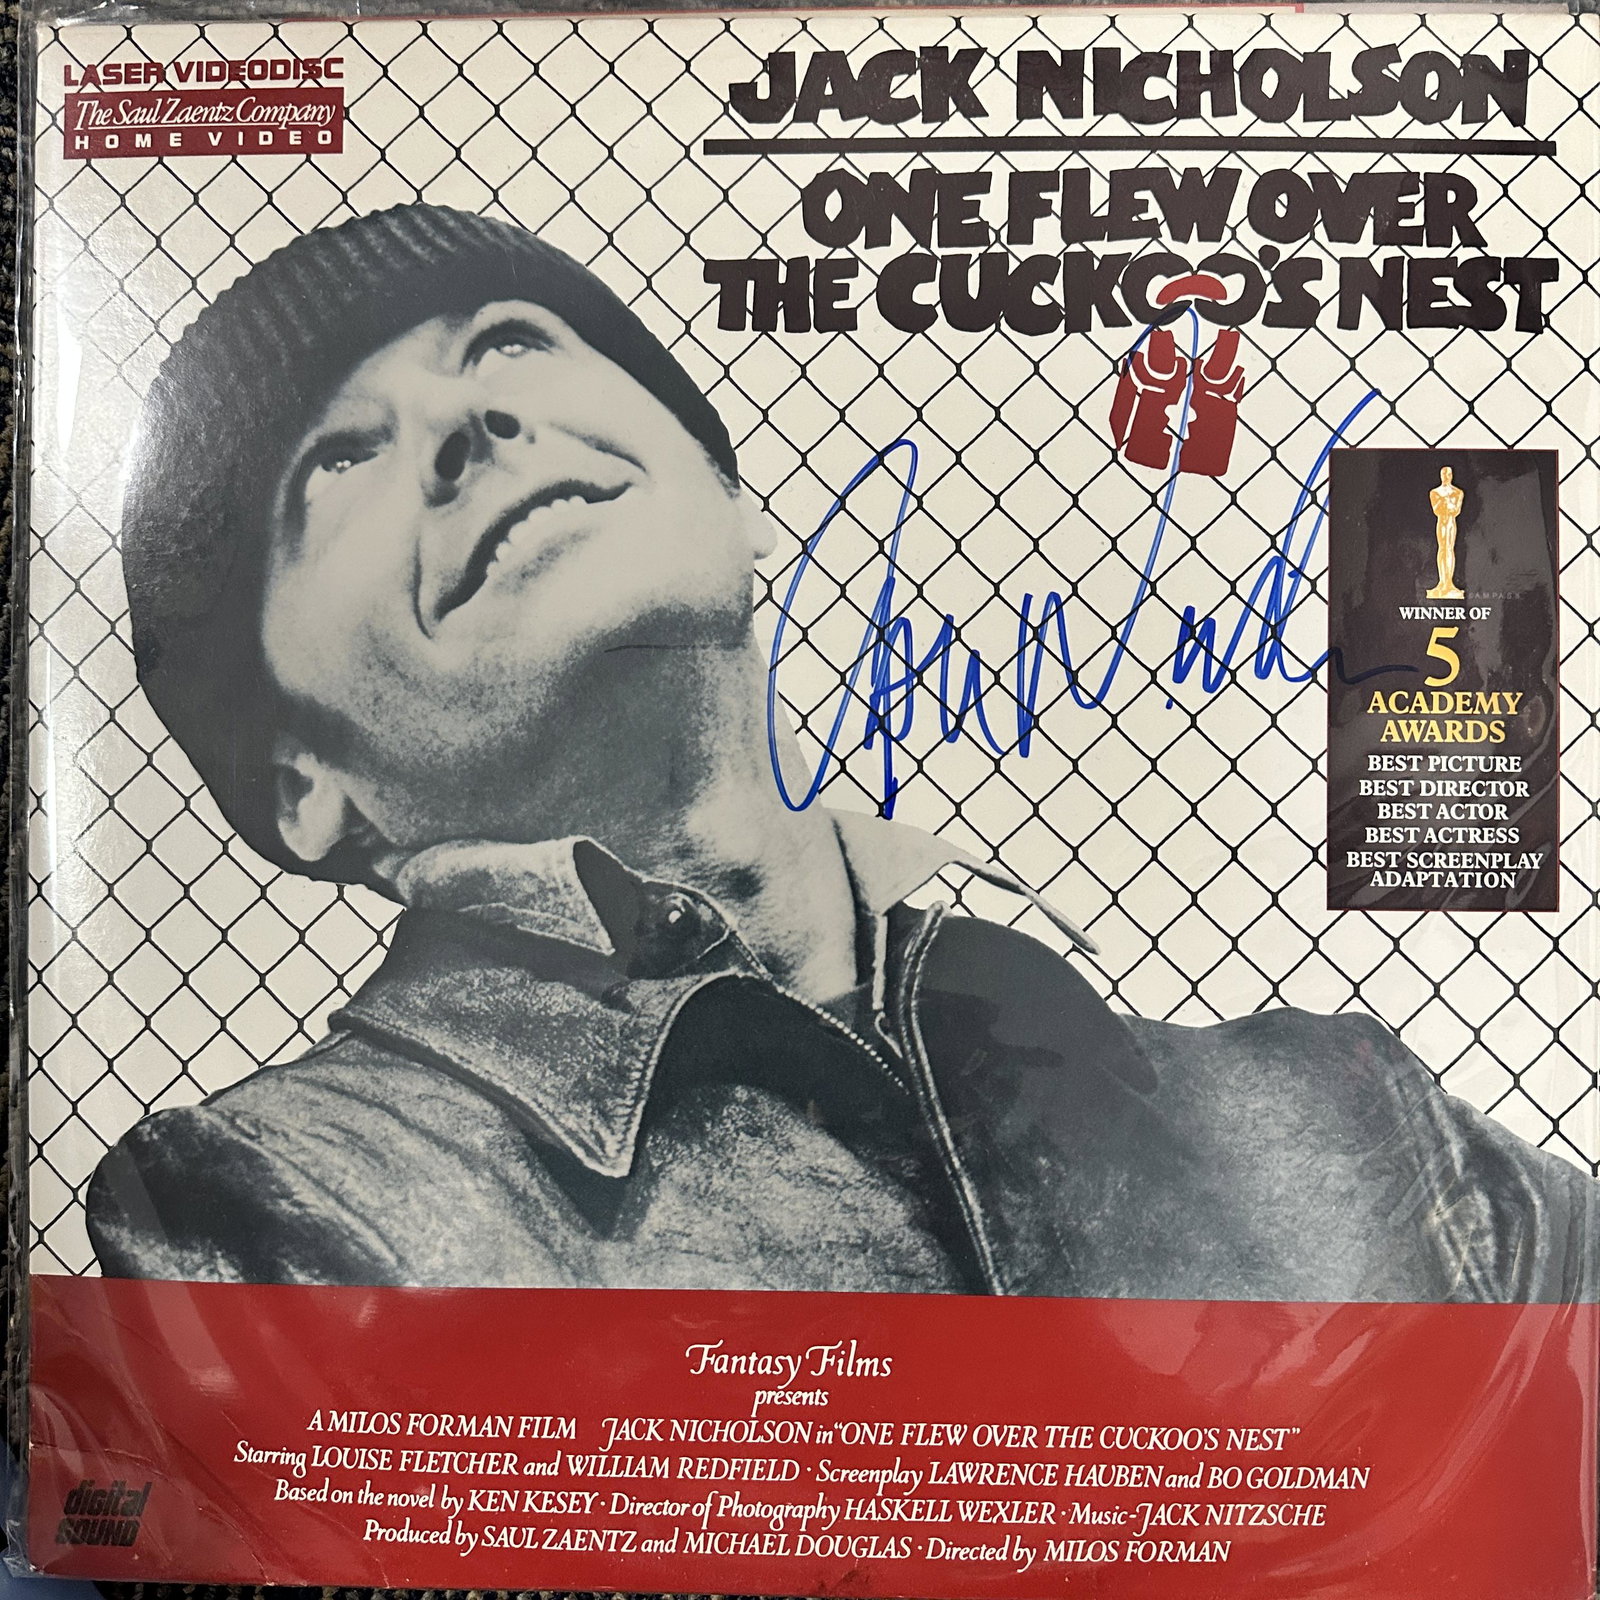 LASER VIDEODISC
The Saul Zaentz Company
HOME VIDEO
JACK NICHOLSON
ONE FLEW OVER
THE CUCKOO'S NEST
WINNER OF
5
ACADEMY
AWARDS
BEST PICTURE
BEST DIRECTOR
BEST ACTOR
BEST ACTRESS
BEST SCREENPLAY
ADAPTATION
Fantasy Films
presents
A MILOS FORMAN FILM JACK NICHOLSON in "ONE FLEW OVER THE CUCKOO'S NEST"
Starring LOUISE FLETCHER and WILLIAM REDFIELD · Screenplay LAWRENCE HAUBEN and BO GOLDMAN
Based on the novel by KEN KESEY · Director of Photography HASKELL WEXLER · Music-JACK NITZSCHE
Produced by SAUL ZAENTZ and MICHAEL DOUGLAS · Directed by MILOS FORMAN
digital
SOUND